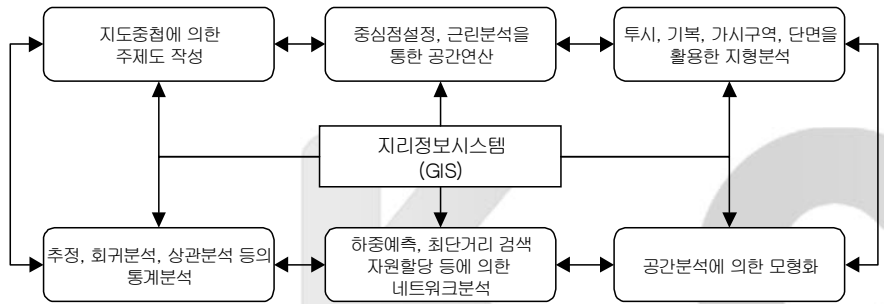 지도중첩에 의한
주제도 작성
중심점설정, 근린분석을
통한 공간연산
투시, 기복, 가시구역, 단면을
활용한 지형분석
지리정보시스템
(GIS)
추정, 회귀분석, 상관분석 등의
통계분석
하중예측, 최단거리 검색
자원할당 등에 의한
네트워크분석
공간분석에 의한 모형화